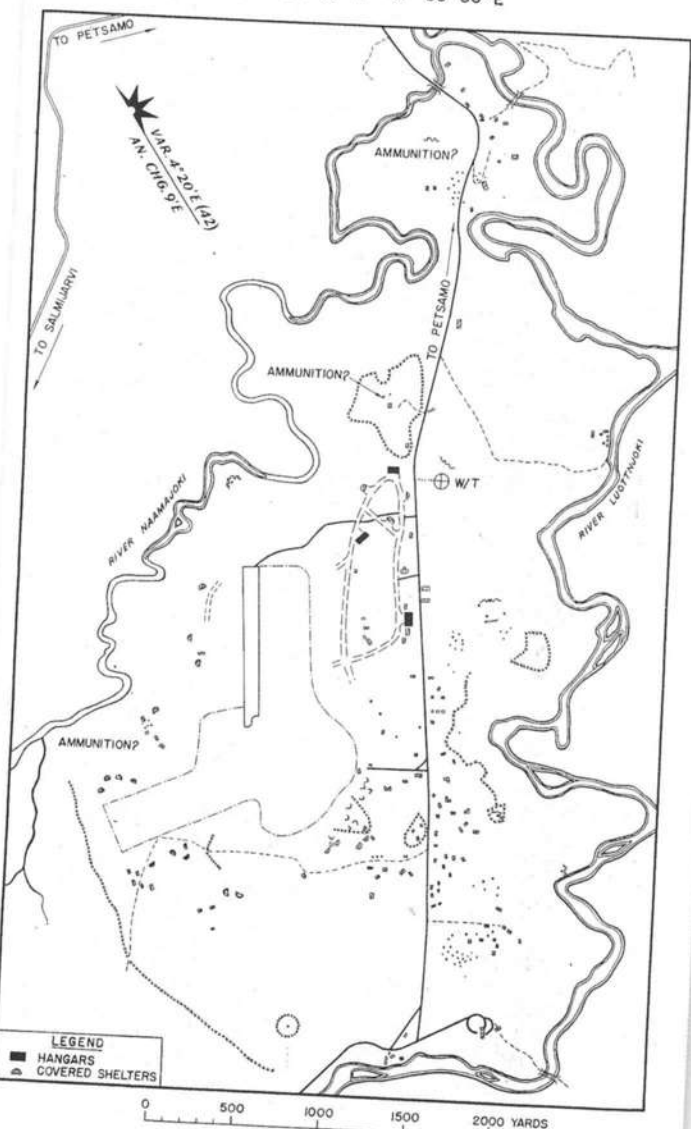 TO PETSAMO
VAR. 4°20'E (42)
AN. CHG. 9'E
AMMUNITION?
TO SALMIJARVI
TO PETSAMO
AMMUNITION?
W/T
RIVER NAAMAJOKI
RIVER LUOTTNJOKI
AMMUNITION?
LEGEND
HANGARS
COVERED SHELTERS
0 500 1000 1500 2000 YARDS